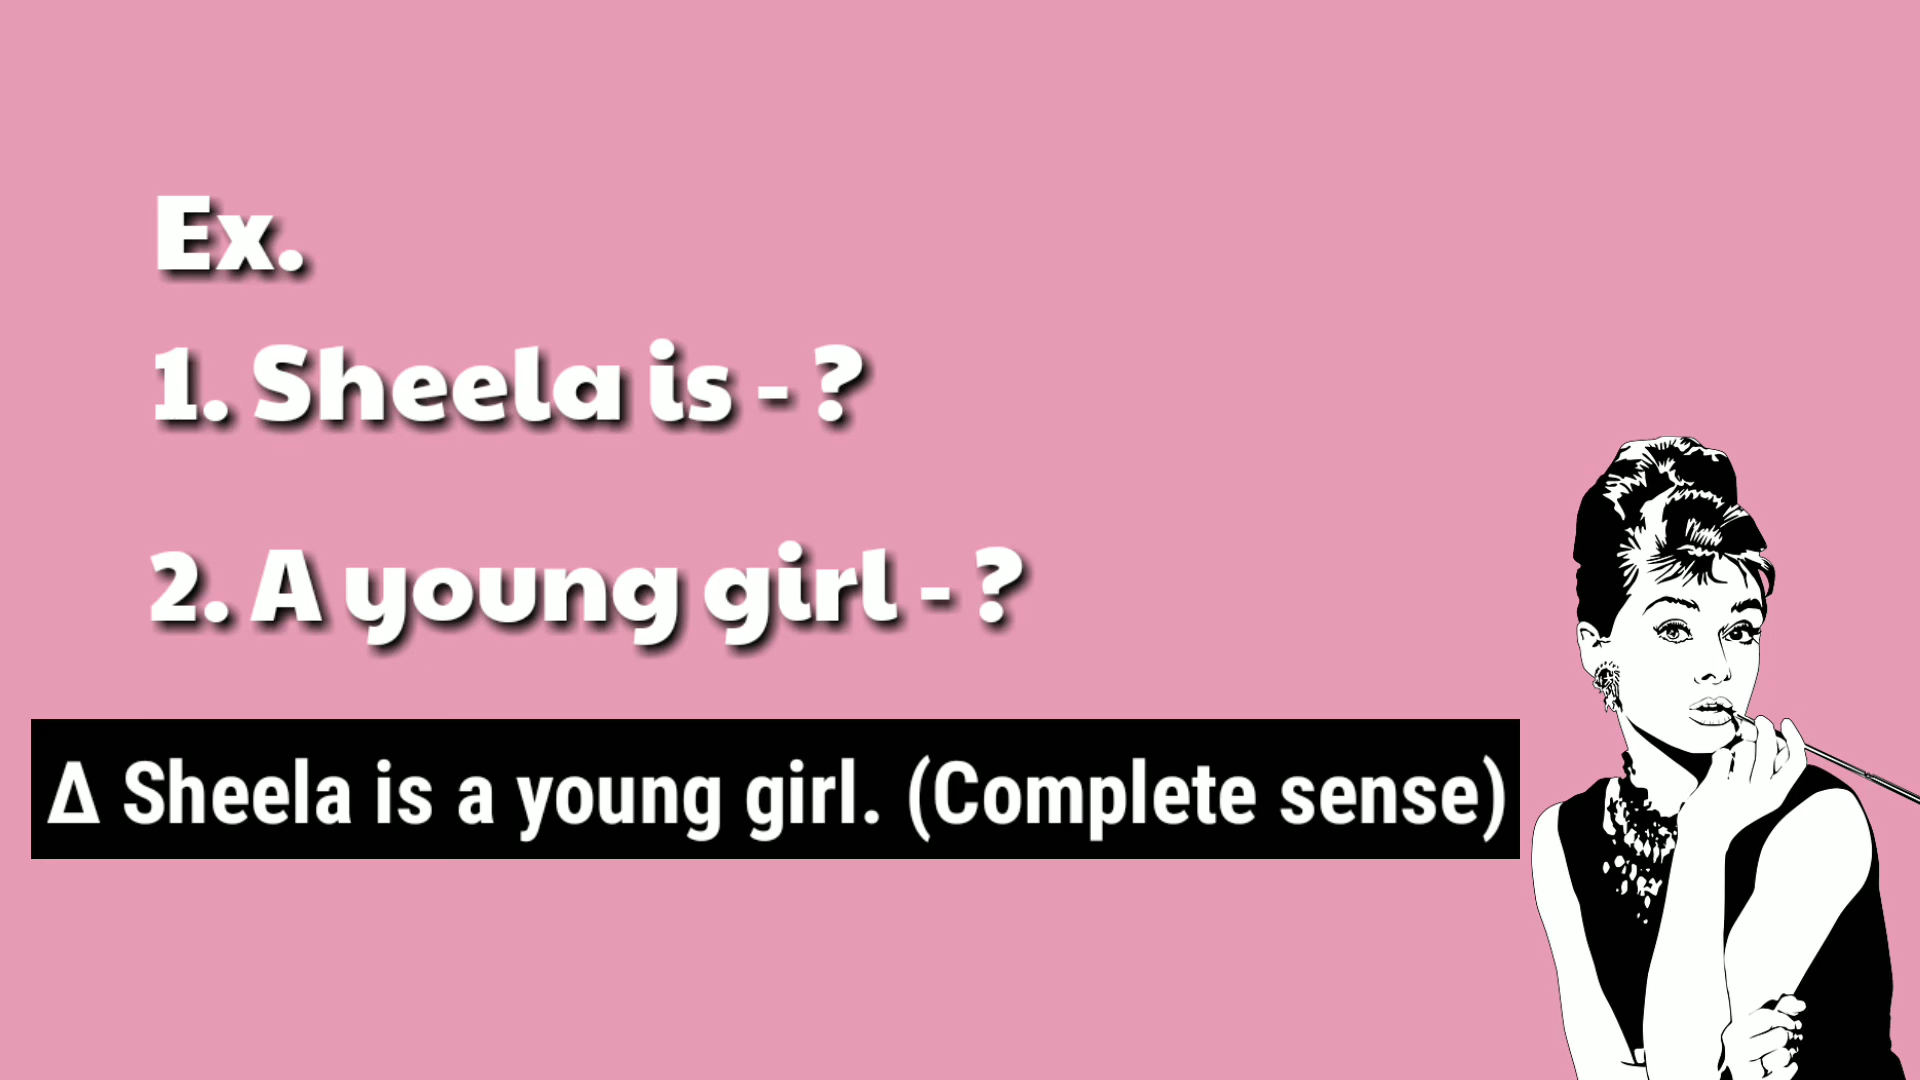 Ex.
1. Sheela is - ?
2. A young girl - ?
Δ Sheela is a young girl. (Complete sense)